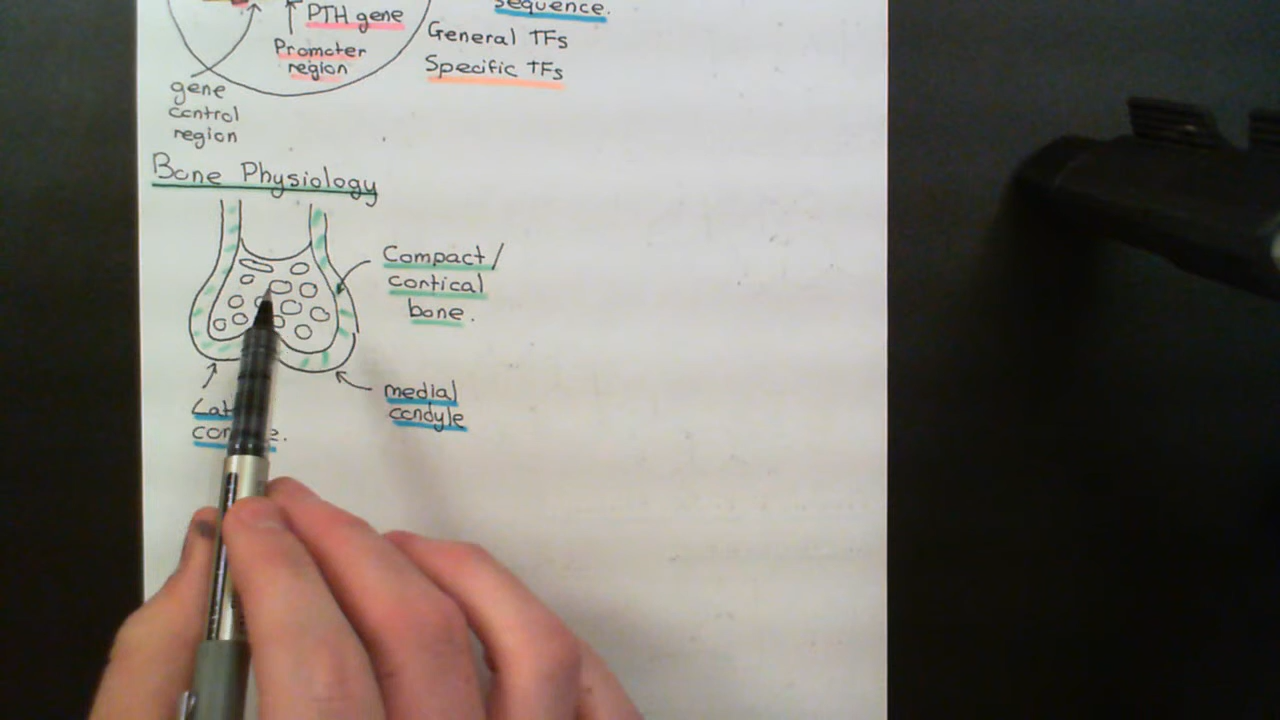 sequence.
PTH gene
General TFs
Promoter
region
Specific TFs
gene
control
region
Bone Physiology
Compact/
cortical
bone.
medial
condyle